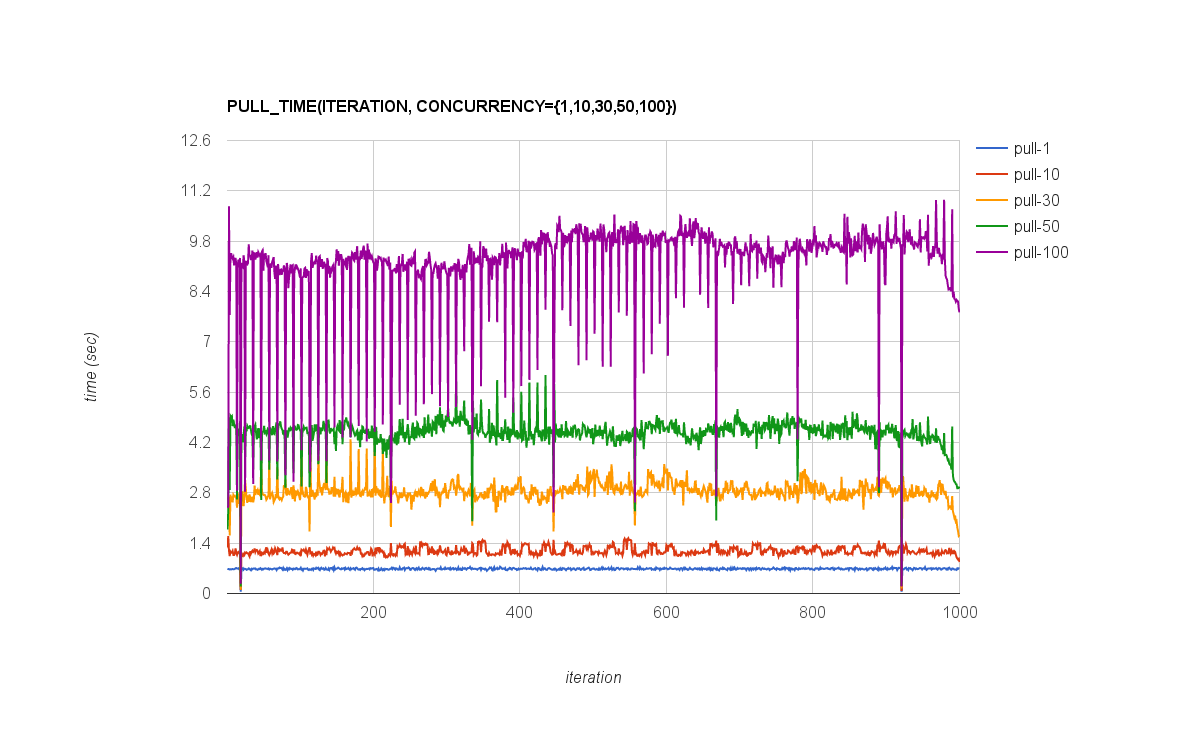 PULL_TIME(ITERATION, CONCURRENCY={1,10,30,50,100})
12.6
11.2
9.8
8.4
7
5.6
4.2
2.8
1.4
0
time (sec)
200
400
600
800
1000
iteration
pull-1
pull-10
pull-30
pull-50
pull-100